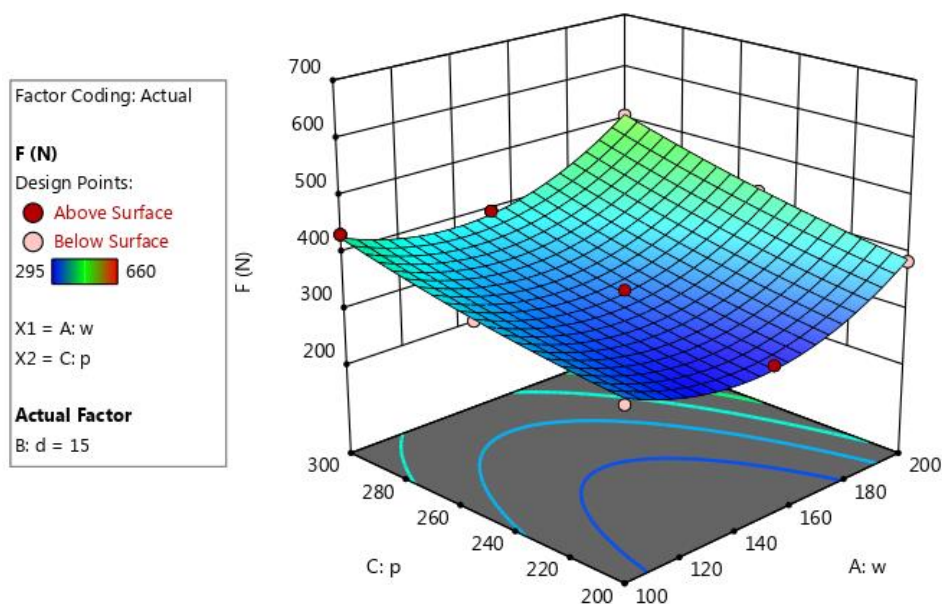 Factor Coding: Actual
F (N)
Design Points:
Above Surface
Below Surface
295 660
X1 = A: w
X2 = C: p
Actual Factor
B: d = 15
F (N)
700
600
500
400
300
200
300
280
260
240
220
200
C: p
100
120
140
160
180
200
A: w